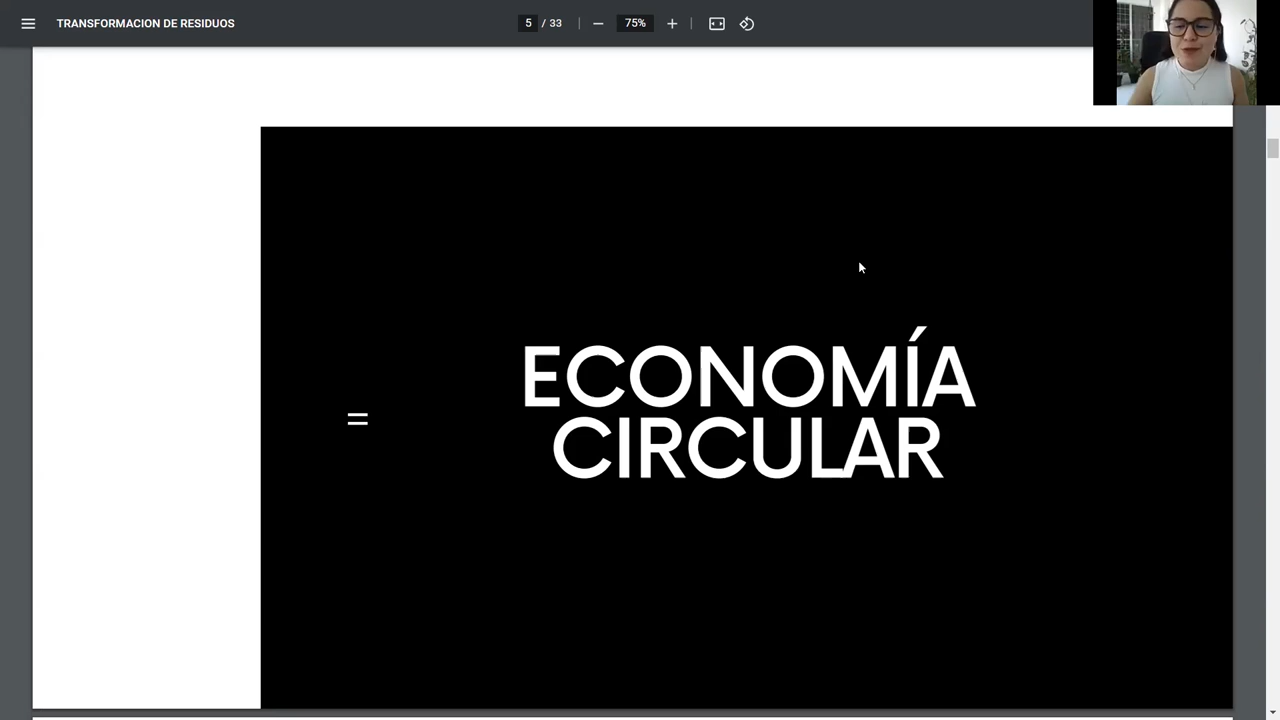 TRANSFORMACION DE RESIDUOS
5 / 33
75%
ECONOMÍA
=
CIRCULAR